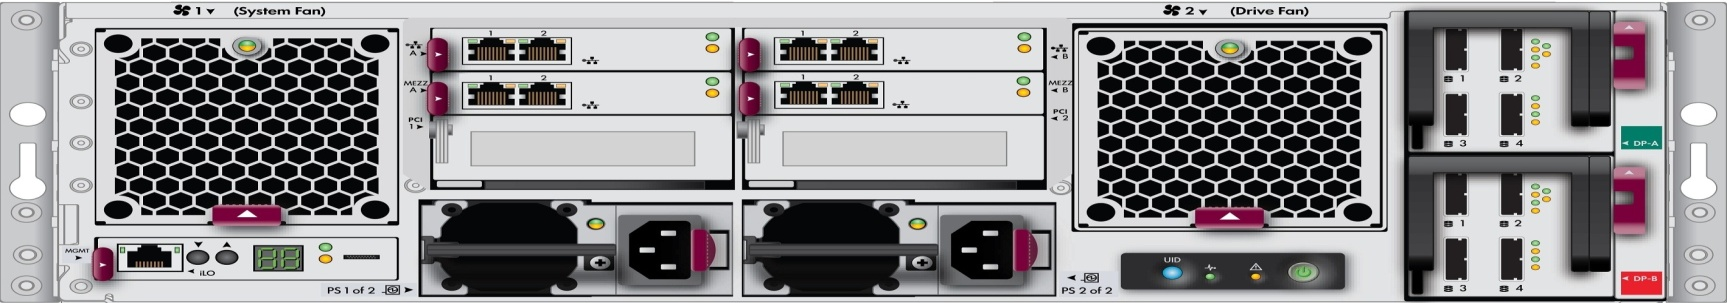 1 (System Fan)
2 (Drive Fan)
A
1 2
1 2
B
MEZZ
A
1 2
1 2
MEZZ
B
PCI
1
PCI
2
1 2
3 4
DP-A
1 2
3 4
DP-B
MGMT
iLO
88
PS 1 of 2
PS 2 of 2
UID